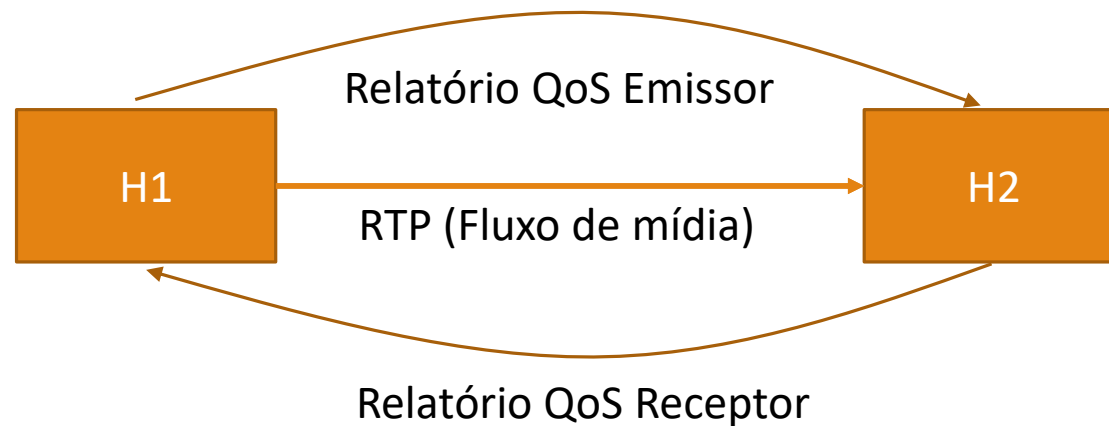 Relatório QoS Emissor
H1
H2
RTP (Fluxo de mídia)
Relatório QoS Receptor